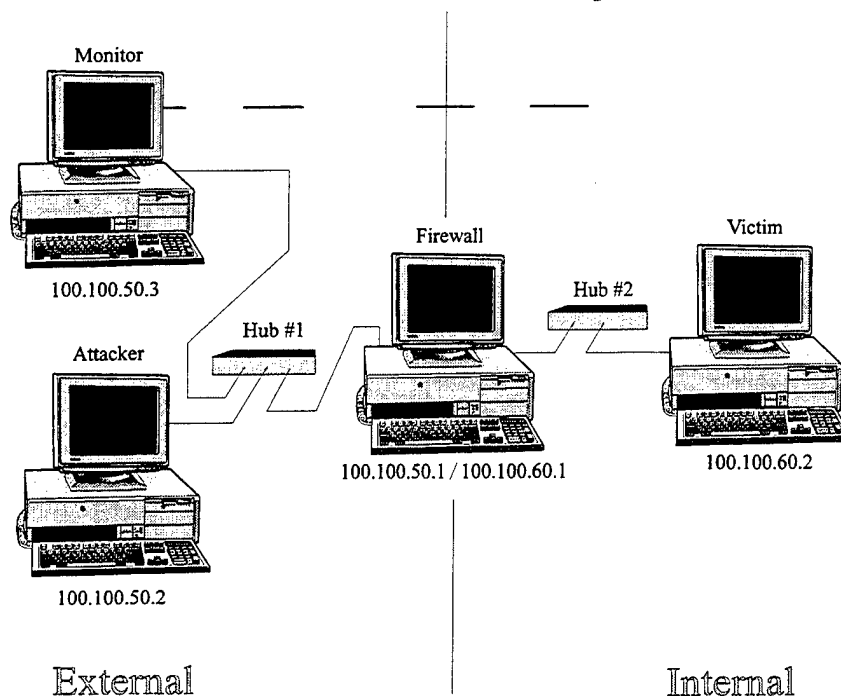 Monitor
100.100.50.3
Attacker
100.100.50.2
Hub #1
Firewall
100.100.50.1 / 100.100.60.1
Hub #2
Victim
100.100.60.2
External
Internal